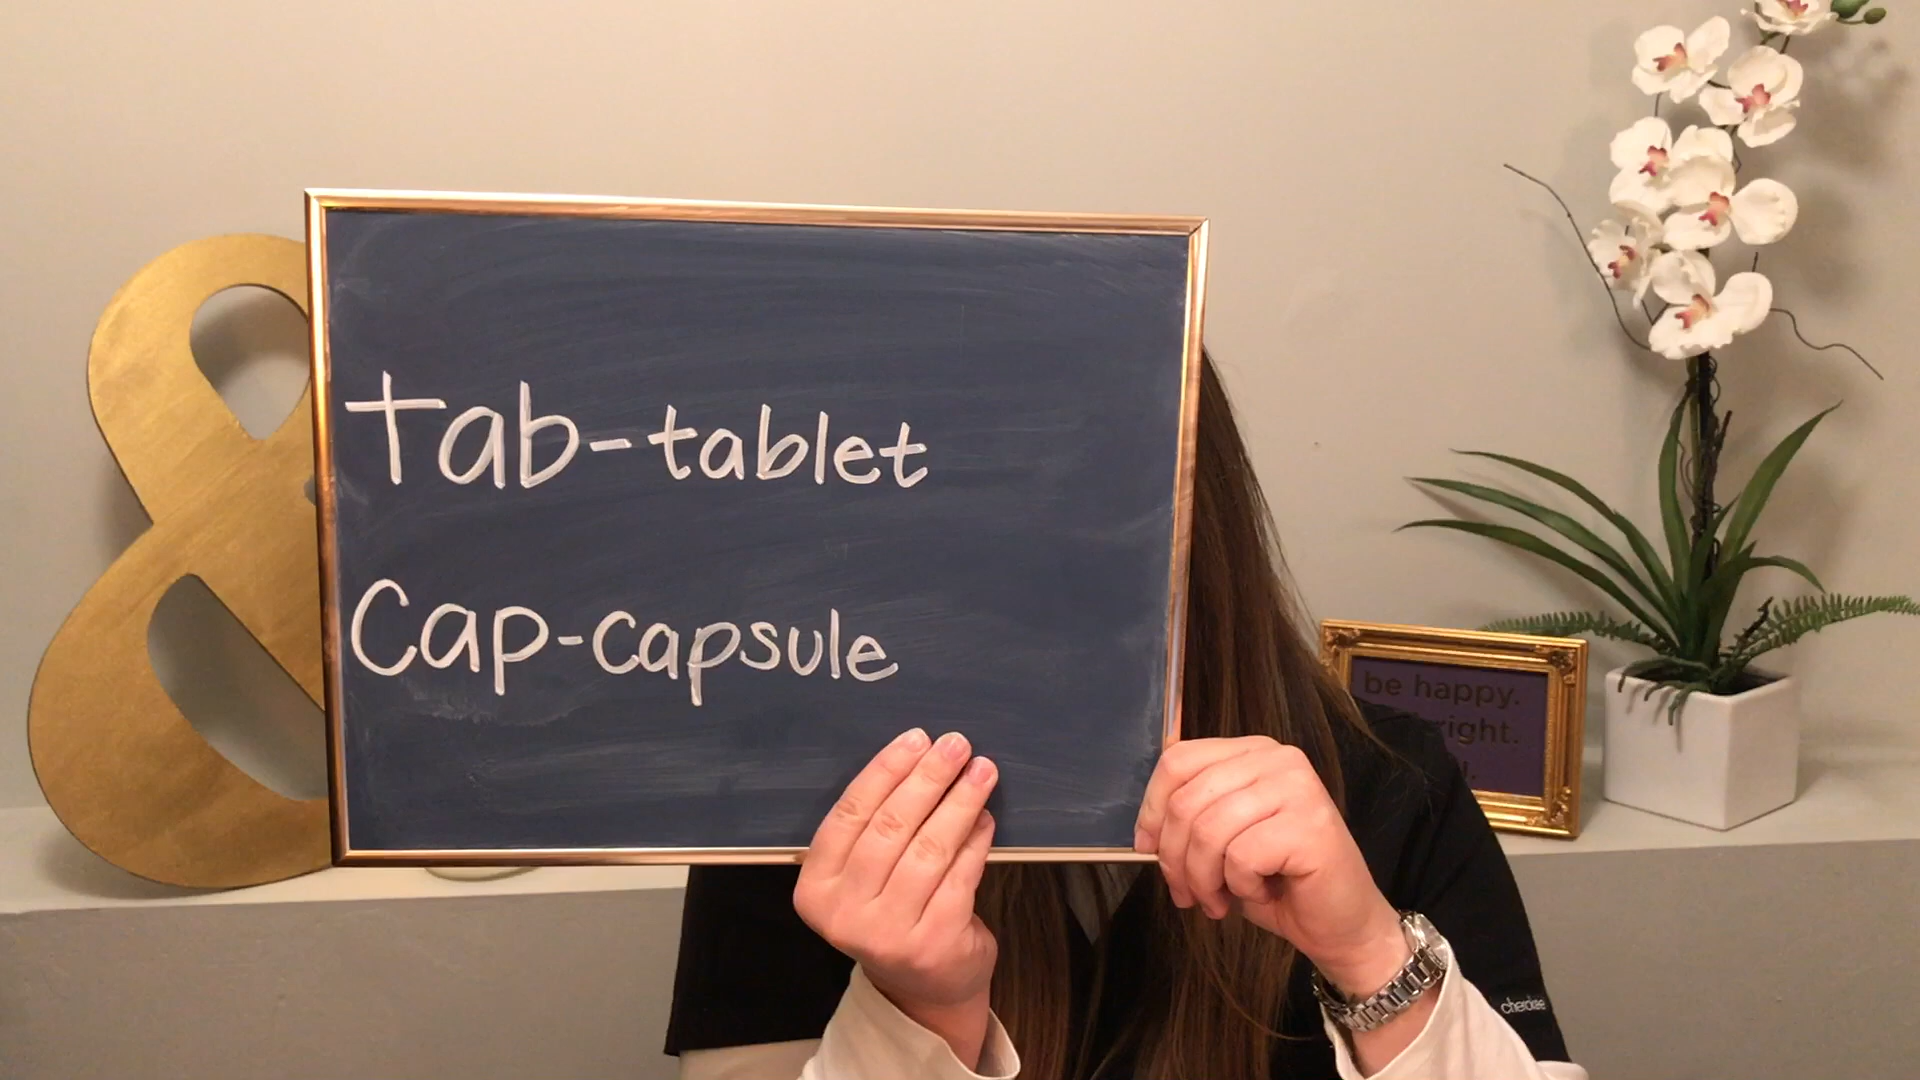 Tab-tablet
Cap-capsule
be happy.
right.
cherokee